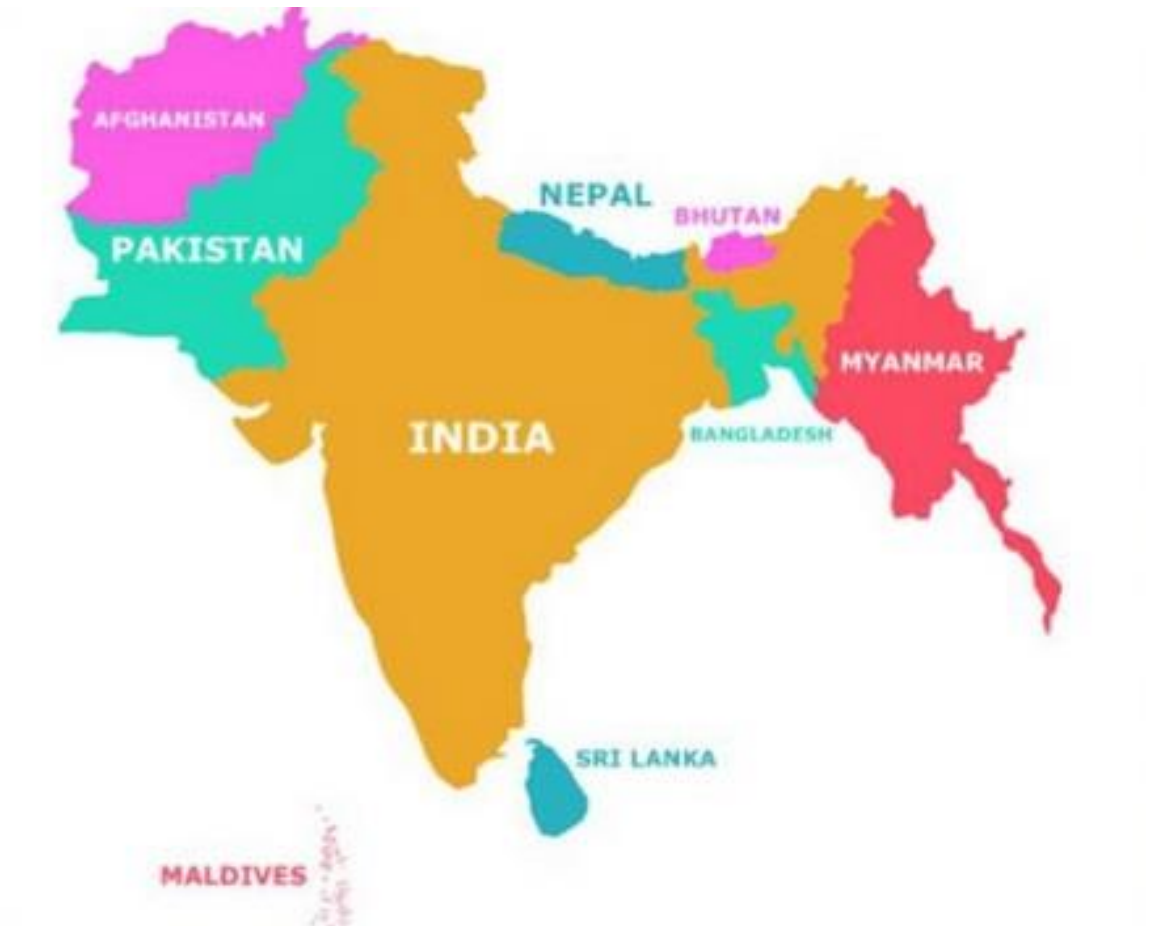 AFGHANISTAN
NEPAL
BHUTAN
PAKISTAN
MYANMAR
INDIA
BANGLADESH
SRI LANKA
MALDIVES